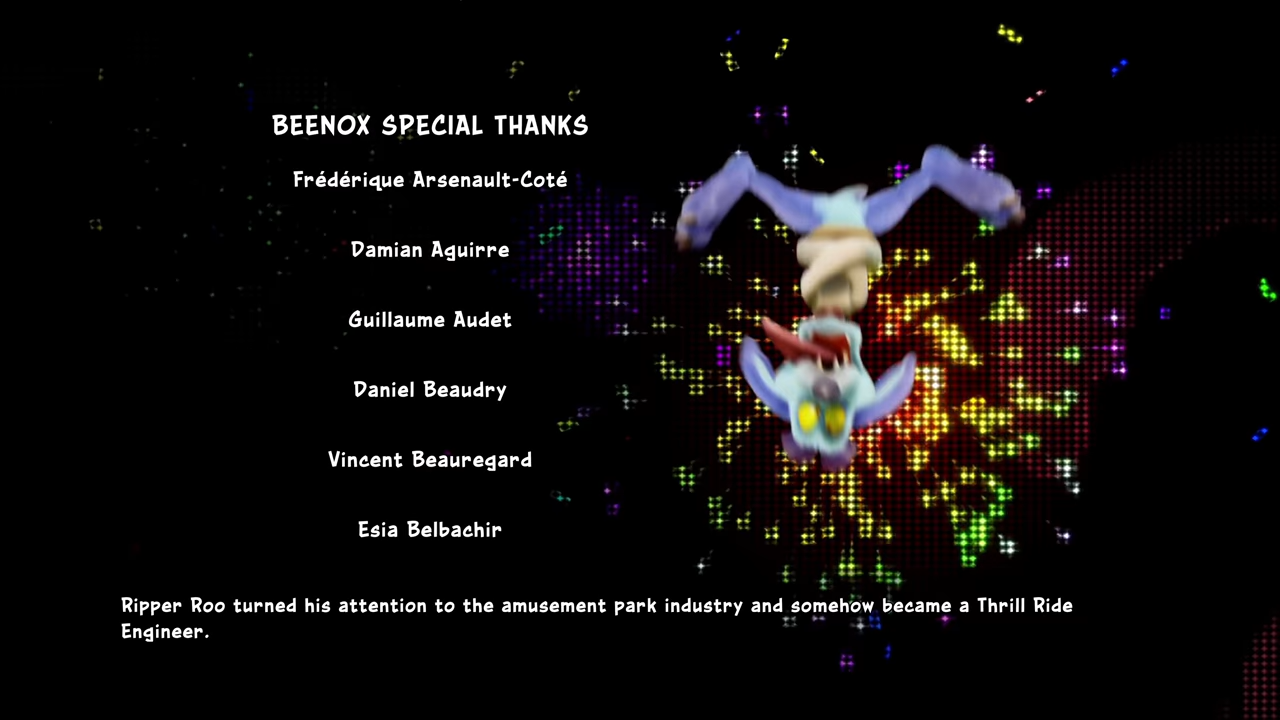 BEENOX SPECIAL THANKS
Frédérique Arsenault-Coté
Damian Aguirre
Guillaume Audet
Daniel Beaudry
Vincent Beauregard
Esia Belbachir
Ripper Roo turned his attention to the amusement park industry and somehow became a Thrill Ride
Engineer.